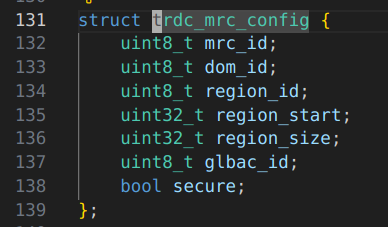 131 struct trdc_mrc_config {
132     uint8_t mrc_id;
133     uint8_t dom_id;
134     uint8_t region_id;
135     uint32_t region_start;
136     uint32_t region_size;
137     uint8_t glbac_id;
138     bool secure;
139 };